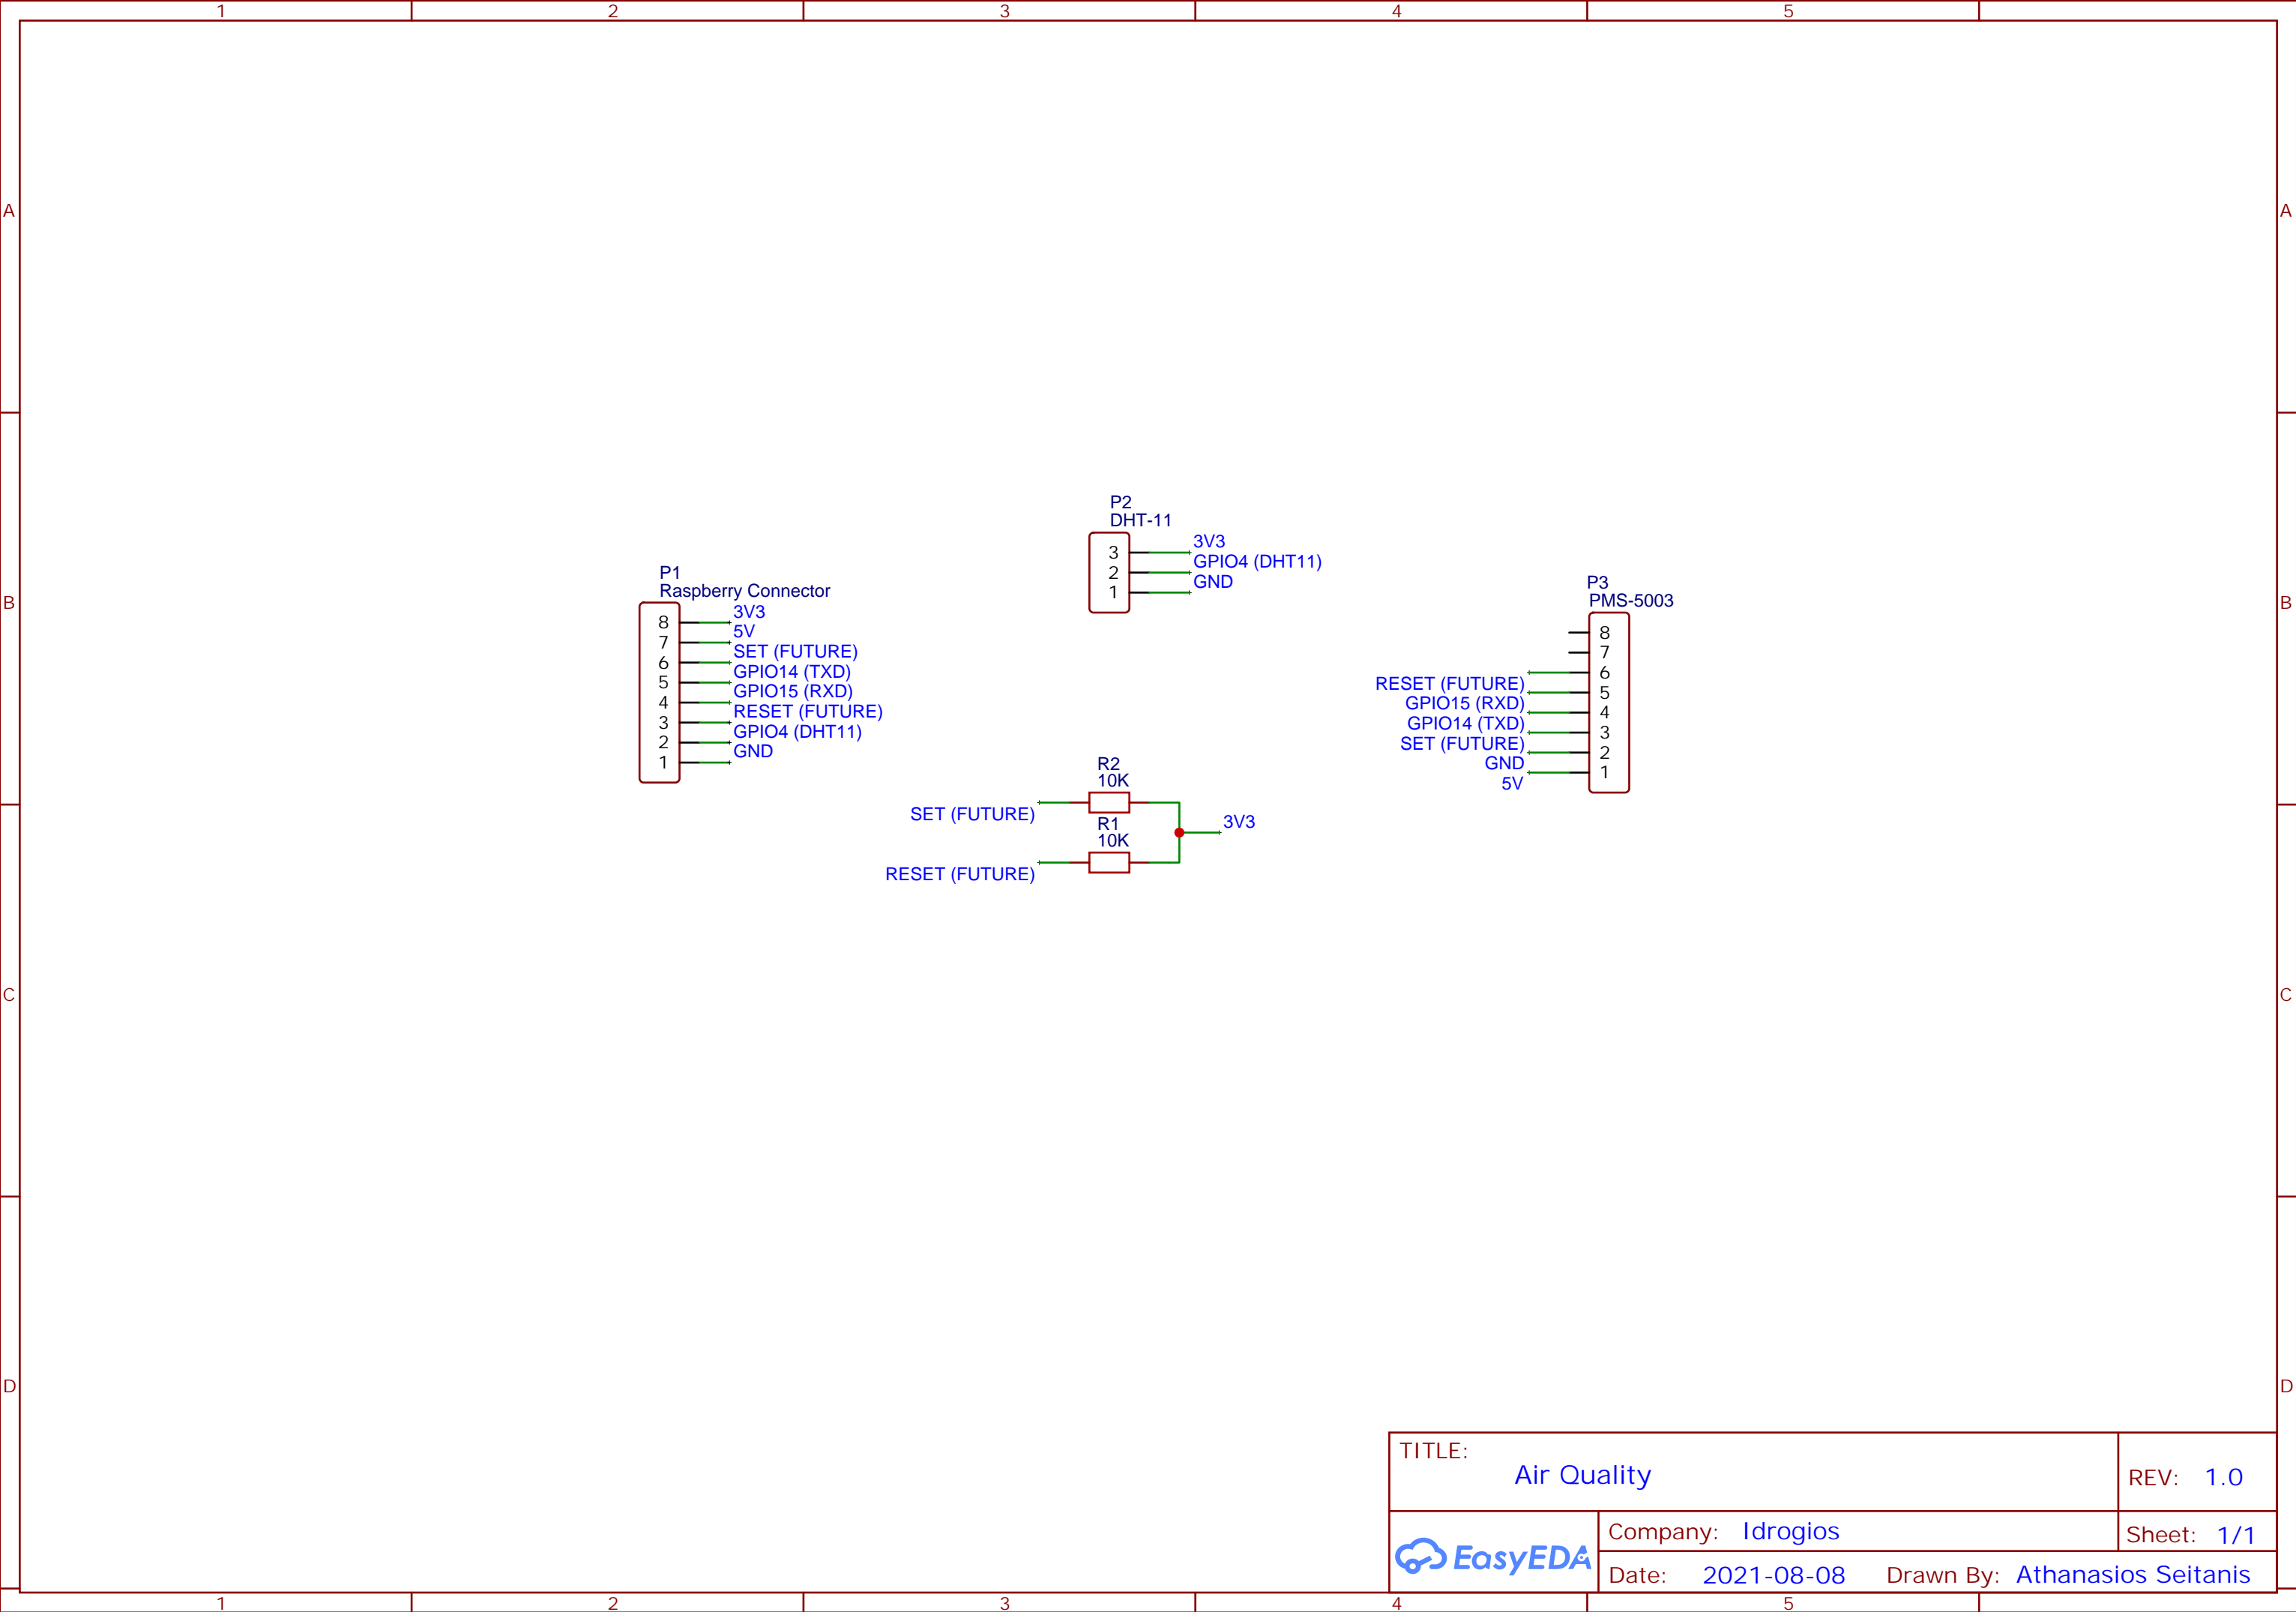 1 2 3 4 5
A A
B B
C C
D D
P2
DHT-11
3 3V3
2 GPIO4 (DHT11)
1 GND
P1
Raspberry Connector
8 3V3
7 5V
6 SET (FUTURE)
5 GPIO14 (TXD)
4 GPIO15 (RXD)
3 RESET (FUTURE)
2 GPIO4 (DHT11)
1 GND
P3
PMS-5003
8
7
RESET (FUTURE) 6
GPIO15 (RXD) 5
GPIO14 (TXD) 4
SET (FUTURE) 3
GND 2
5V 1
R2
10K
SET (FUTURE)
R1
10K
3V3
RESET (FUTURE)
TITLE:
Air Quality
REV: 1.0
EasyEDA
Company: Idrogios
Sheet: 1/1
Date: 2021-08-08 Drawn By: Athanasios Seitanis
1 2 3 4 5